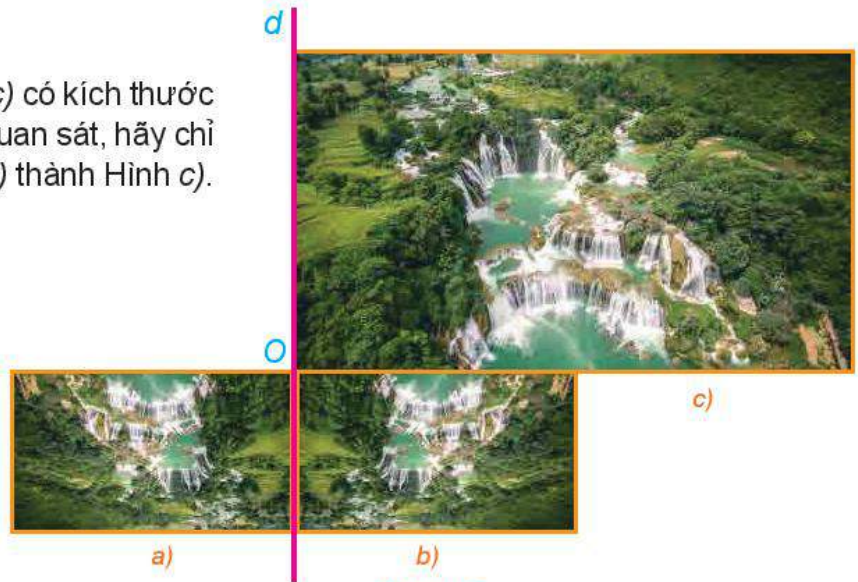 d
c) có kích thước
uan sát, hãy chỉ
) thành Hình c).
O
c)
a)
b)